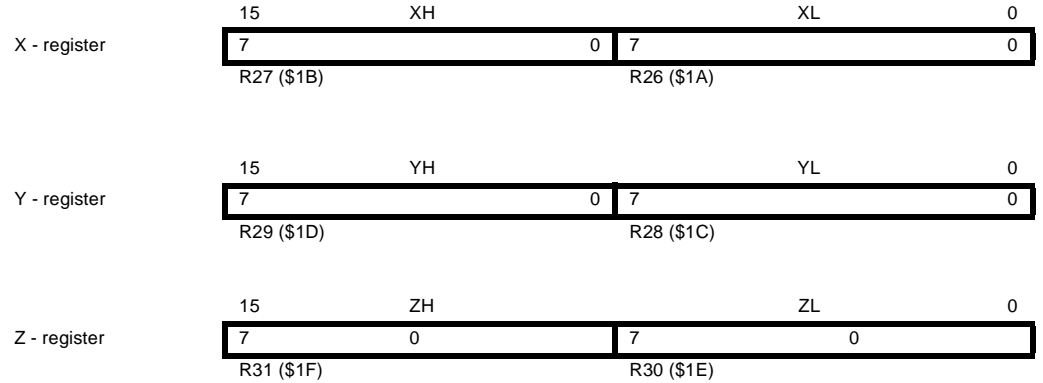 15 XH XL 0
X - register 7 0 7 0
R27 ($1B) R26 ($1A)
15 YH YL 0
Y - register 7 0 7 0
R29 ($1D) R28 ($1C)
15 ZH ZL 0
Z - register 7 0 7 0
R31 ($1F) R30 ($1E)